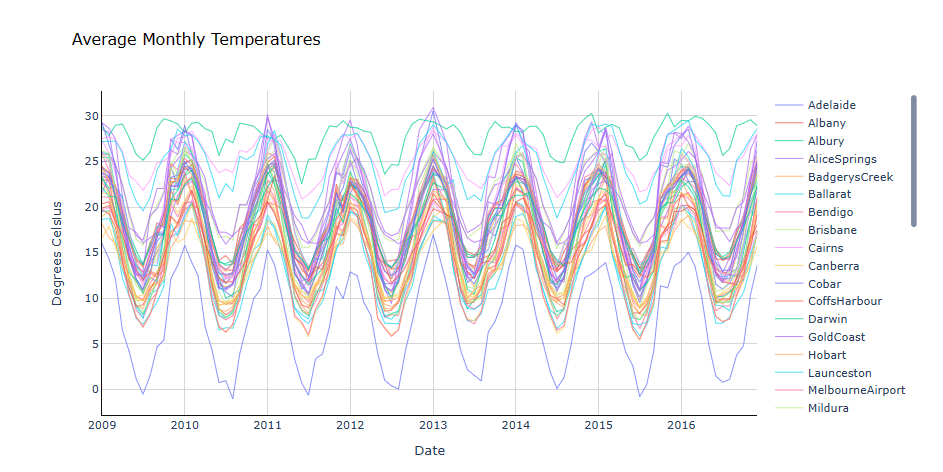 Average Monthly Temperatures
Degrees Celsius
30
25
20
15
10
5
0
2009 2010 2011 2012 2013 2014 2015 2016
Date
Adelaide
Albany
Albury
AliceSprings
BadgerysCreek
Ballarat
Bendigo
Brisbane
Cairns
Canberra
Cobar
CoffsHarbour
Darwin
GoldCoast
Hobart
Launceston
MelbourneAirport
Mildura